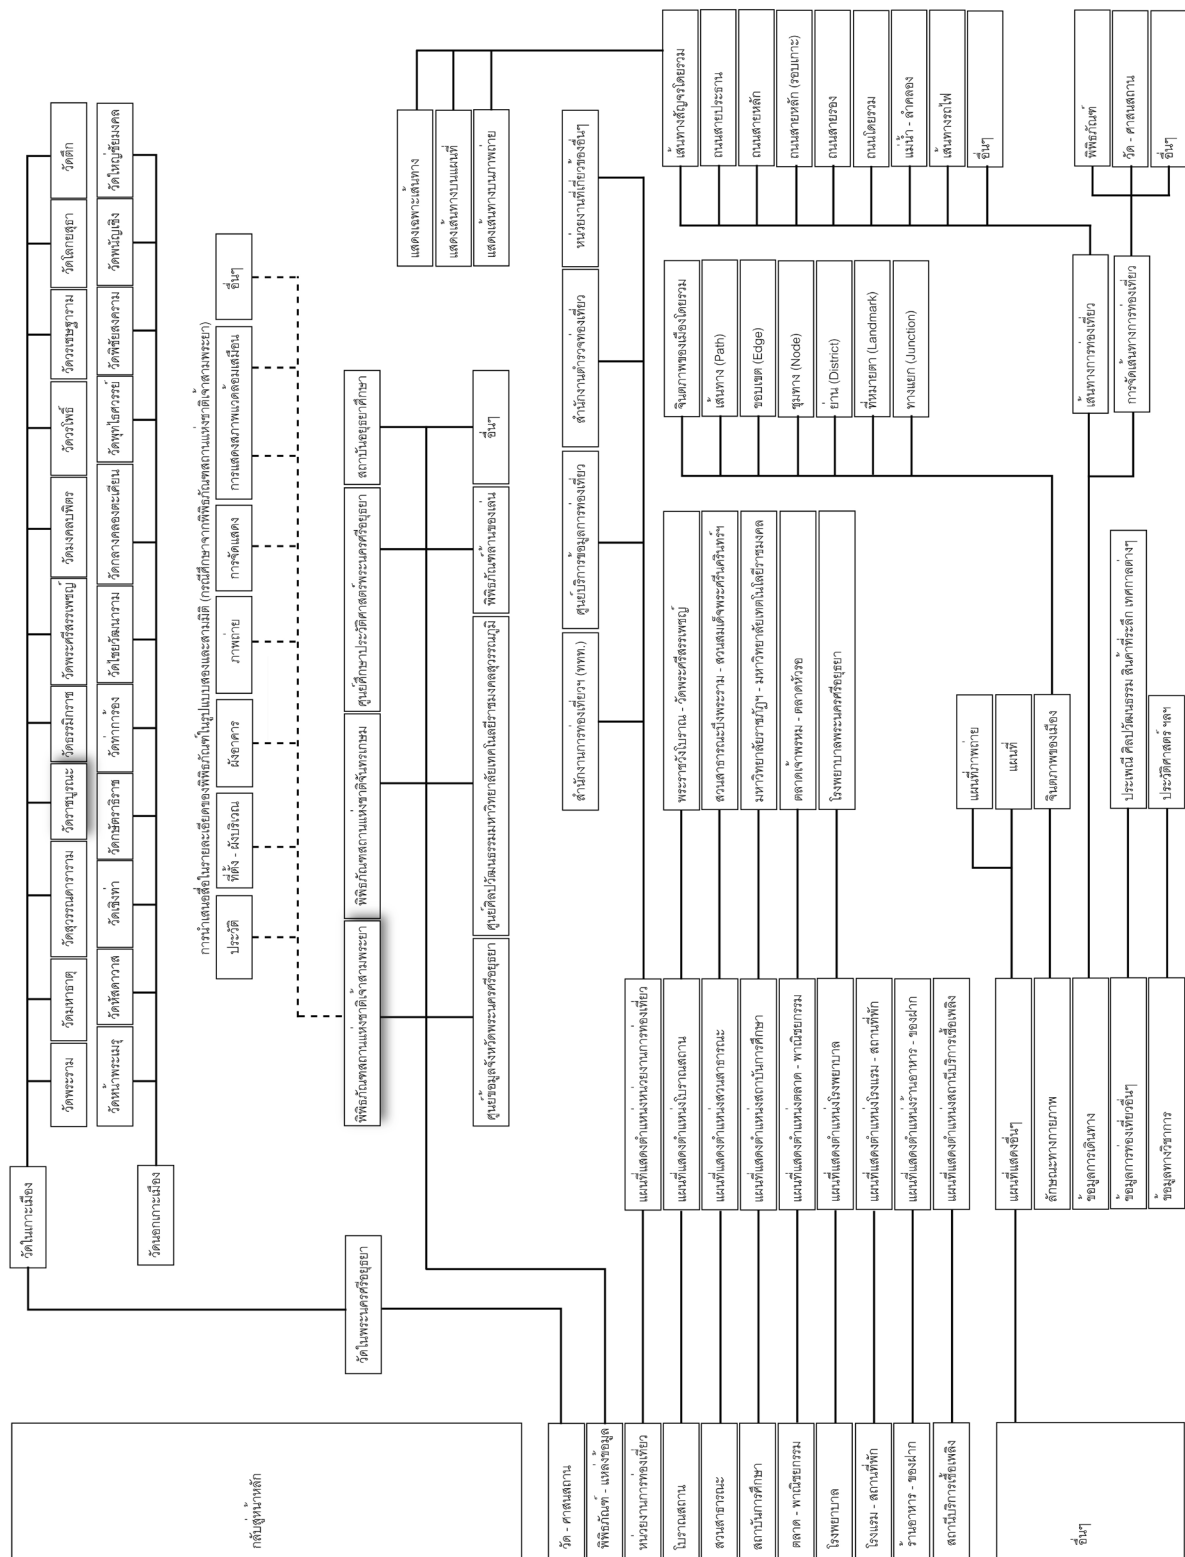 กลับสู่หน้าหลัก
วัด - ศาสนสถาน
พิพิธภัณฑ์ - แหล่งข้อมูล
หน่วยงานการท่องเที่ยว
โบราณสถาน
สวนสาธารณะ
สถาบันการศึกษา
ตลาด - พาณิชยกรรม
โรงพยาบาล
โรงแรม - สถานที่พัก
ร้านอาหาร - ของฝาก
สถานีบริการเชื้อเพลิง
อื่นๆ
วัดในเกาะเมือง
วัดนอกเกาะเมือง
วัดในพระนครศรีอยุธยา
วัดพระราม
วัดมหาธาตุ
วัดสุวรรณดาราราม
วัดราชบูรณะ
วัดธรรมิกราช
วัดพระศรีสรรเพชญ์
วัดมงคลบพิตร
วัดวรโพธิ์
วัดวรเชษฐาราม
วัดโลกยสุธา
วัดตึก
วัดหน้าพระเมรุ
วัดหัสดาวาส
วัดเชิงท่า
วัดกษัตราธิราช
วัดท่าการ้อง
วัดไชยวัฒนาราม
วัดกลางคลองตะเคียน
วัดพุทไธศวรรย์
วัดพิชัยสงคราม
วัดพนัญเชิง
วัดใหญ่ชัยมงคล
การนำเสนอสื่อในรายละเอียดของพิพิธภัณฑ์ในรูปแบบสองและสามมิติ (กรณีศึกษาจากพิพิธภัณฑสถานแห่งชาติเจ้าสามพระยา)
ประวัติ
ที่ตั้ง - ผังบริเวณ
ผังอาคาร
ภาพถ่าย
การจัดแสดง
การแสดงสภาพแวดล้อมเสมือน
อื่นๆ
พิพิธภัณฑสถานแห่งชาติเจ้าสามพระยา
พิพิธภัณฑสถานแห่งชาติจันทรเกษม
ศูนย์ศึกษาประวัติศาสตร์พระนครศรีอยุธยา
สถาบันอยุธยาศึกษา
ศูนย์ข้อมูลจังหวัดพระนครศรีอยุธยา
ศูนย์ศิลปวัฒนธรรมมหาวิทยาลัยเทคโนโลยีราชมงคลสุวรรณภูมิ
พิพิธภัณฑ์ลานของเล่น
อื่นๆ
สำนักงานการท่องเที่ยวฯ (ททท.)
ศูนย์บริการข้อมูลการท่องเที่ยว
สำนักงานตำรวจท่องเที่ยว
หน่วยงานที่เกี่ยวข้องอื่นๆ
แผนที่แสดงตำแหน่งหน่วยงานการท่องเที่ยว
แผนที่แสดงตำแหน่งโบราณสถาน
แผนที่แสดงตำแหน่งสวนสาธารณะ
แผนที่แสดงตำแหน่งสถาบันการศึกษา
แผนที่แสดงตำแหน่งตลาด - พาณิชยกรรม
แผนที่แสดงตำแหน่งโรงพยาบาล
แผนที่แสดงตำแหน่งโรงแรม - สถานที่พัก
แผนที่แสดงตำแหน่งร้านอาหาร - ของฝาก
แผนที่แสดงตำแหน่งสถานีบริการเชื้อเพลิง
พระราชวังโบราณ - วัดพระศรีสรรเพชญ์
สวนสาธารณะบึงพระราม - สวนสมเด็จพระศรีนครินทร์ฯ
มหาวิทยาลัยราชภัฏฯ - มหาวิทยาลัยเทคโนโลยีราชมงคล
ตลาดเจ้าพรหม - ตลาดหัวรอ
โรงพยาบาลพระนครศรีอยุธยา
แผนที่แสดงอื่นๆ
ลักษณะทางกายภาพ
ข้อมูลการเดินทาง
ข้อมูลการท่องเที่ยวอื่นๆ
ข้อมูลทางวิชาการ
แผนที่ภาพถ่าย
แผนที่
จินตภาพของเมือง
ประเพณี ศิลปวัฒนธรรม สินค้าที่ระลึก เทศกาลต่างๆ
ประวัติศาสตร์ ฯลฯ
จินตภาพของเมืองโดยรวม
เส้นทาง (Path)
ขอบเขต (Edge)
ชุมทาง (Node)
ย่าน (District)
ที่หมายตา (Landmark)
ทางแยก (Junction)
เส้นทางการท่องเที่ยว
การจัดเส้นทางการท่องเที่ยว
แสดงเฉพาะเส้นทาง
แสดงเส้นทางบนแผนที่
แสดงเส้นทางบนภาพถ่าย
เส้นทางสัญจรโดยรวม
ถนนสายประธาน
ถนนสายหลัก
ถนนสายหลัก (รอบเกาะ)
ถนนสายรอง
ถนนโดยรวม
แม่น้ำ - ลำคลอง
เส้นทางรถไฟ
อื่นๆ
พิพิธภัณฑ์
วัด - ศาสนสถาน
อื่นๆ